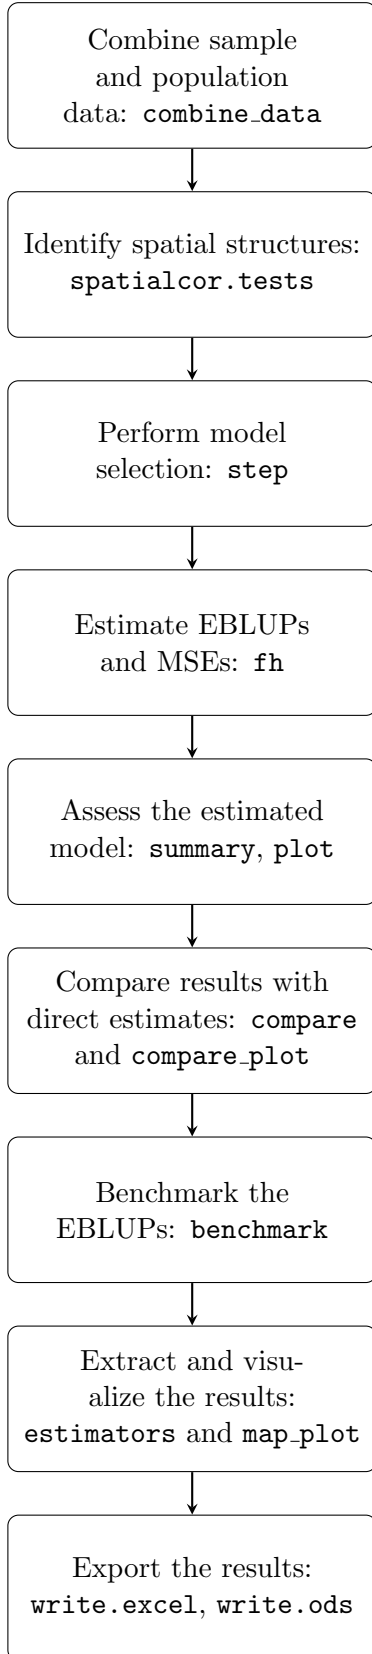 Combine sample
and population
data: combine_data
Identify spatial structures:
spatialcor.tests
Perform model
selection: step
Estimate EBLUPs
and MSEs: fh
Assess the estimated
model: summary, plot
Compare results with
direct estimates: compare
and compare_plot
Benchmark the
EBLUPs: benchmark
Extract and visu-
alize the results:
estimators and map_plot
Export the results:
write.excel, write.ods